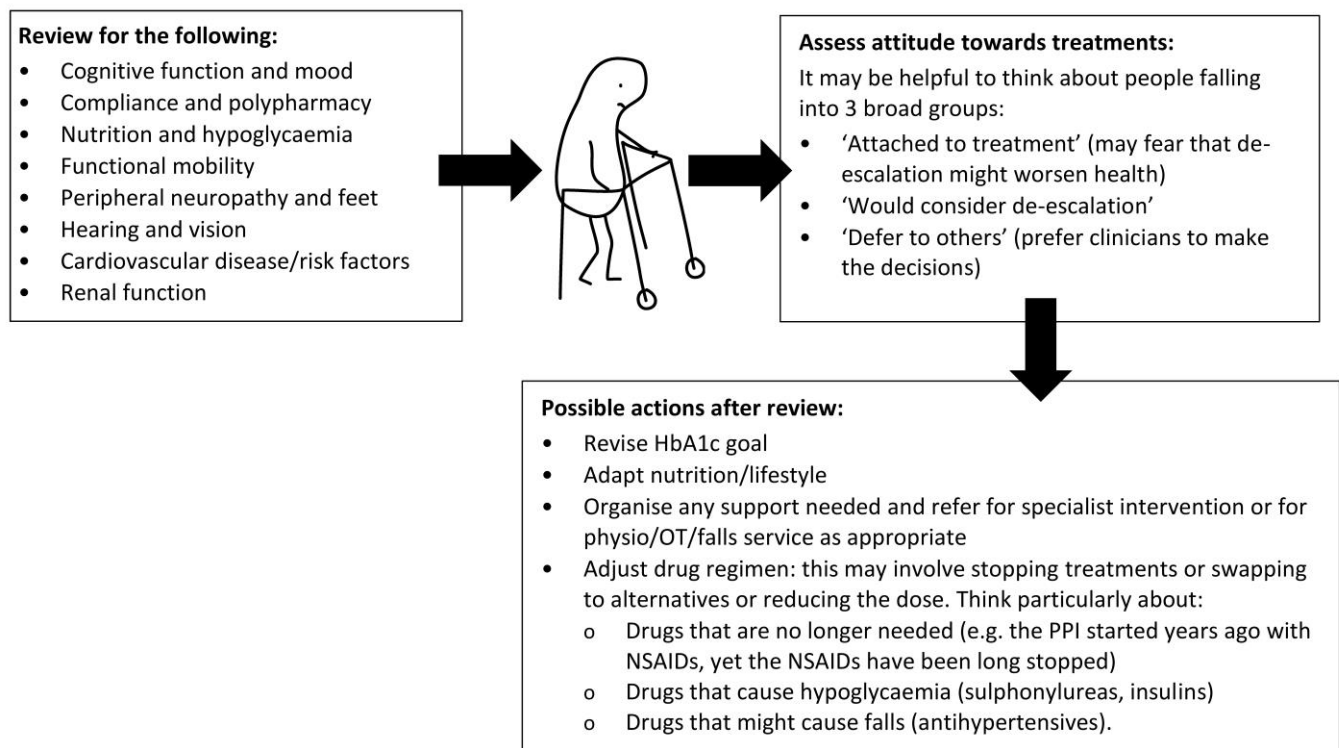 Review for the following:
• Cognitive function and mood
• Compliance and polypharmacy
• Nutrition and hypoglycaemia
• Functional mobility
• Peripheral neuropathy and feet
• Hearing and vision
• Cardiovascular disease/risk factors
• Renal function
Assess attitude towards treatments:
It may be helpful to think about people falling
into 3 broad groups:
• ‘Attached to treatment’ (may fear that de-
escalation might worsen health)
• ‘Would consider de-escalation’
• ‘Defer to others’ (prefer clinicians to make
the decisions)
Possible actions after review:
• Revise HbA1c goal
• Adapt nutrition/lifestyle
• Organise any support needed and refer for specialist intervention or for
physio/OT/falls service as appropriate
• Adjust drug regimen: this may involve stopping treatments or swapping
to alternatives or reducing the dose. Think particularly about:
o Drugs that are no longer needed (e.g. the PPI started years ago with
NSAIDs, yet the NSAIDs have been long stopped)
o Drugs that cause hypoglycaemia (sulphonylureas, insulins)
o Drugs that might cause falls (antihypertensives).